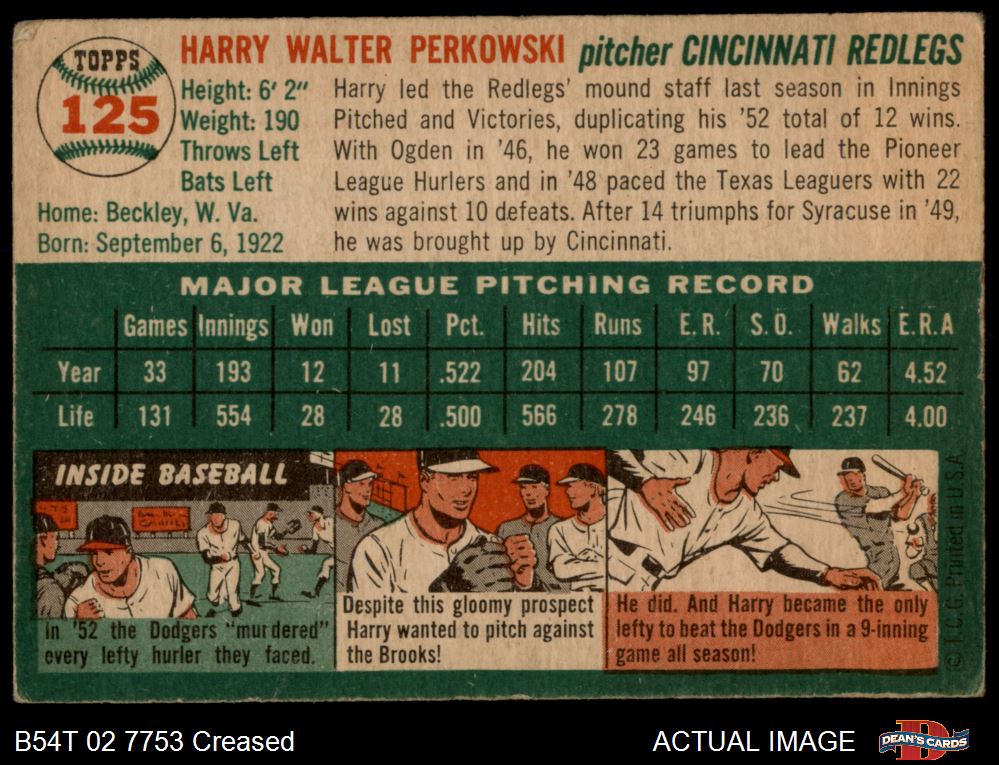 TOPPS
125
HARRY WALTER PERKOWSKI pitcher CINCINNATI REDLEGS
Height: 6' 2"
Weight: 190
Throws Left
Bats Left
Home: Beckley, W. Va.
Born: September 6, 1922
Harry led the Redlegs' mound staff last season in Innings
Pitched and Victories, duplicating his '52 total of 12 wins.
With Ogden in '46, he won 23 games to lead the Pioneer
League Hurlers and in '48 paced the Texas Leaguers with 22
wins against 10 defeats. After 14 triumphs for Syracuse in '49,
he was brought up by Cincinnati.
MAJOR LEAGUE PITCHING RECORD
Games Innings Won Lost Pct. Hits Runs E.R. S.O. Walks E.R.A
Year 33 193 12 11 .522 204 107 97 70 62 4.52
Life 131 554 28 28 .500 566 278 246 236 237 4.00
INSIDE BASEBALL
In '52 the Dodgers "murdered"
every lefty hurler they faced.
Despite this gloomy prospect
Harry wanted to pitch against
the Brooks!
He did. And Harry became the only
lefty to beat the Dodgers in a 9-inning
game all season!
© T.C.G. Printed in U.S.A
B54T 02 7753 Creased
ACTUAL IMAGE
DEAN'S CARDS